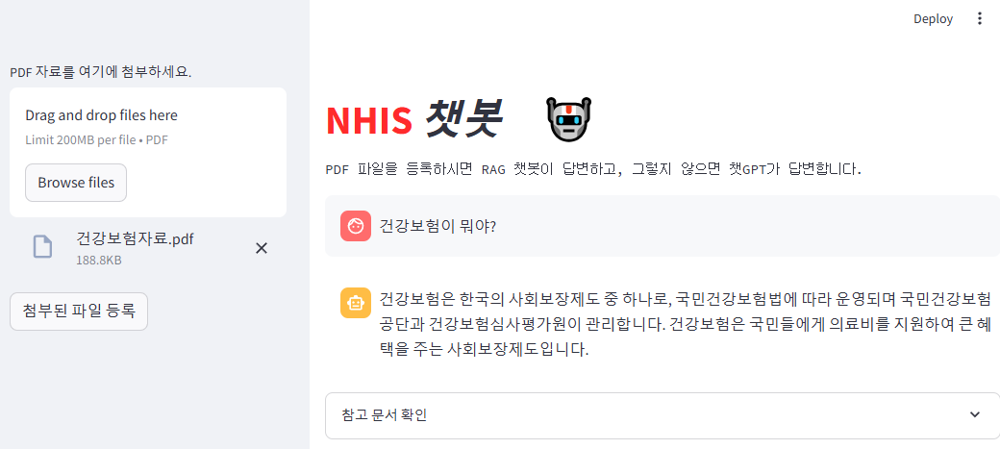 Deploy
PDF 자료를 여기에 첨부하세요.
Drag and drop files here
Limit 200MB per file • PDF
Browse files
건강보험자료.pdf
188.8KB
첨부된 파일 등록
NHIS 챗봇
PDF 파일을 등록하시면 RAG 챗봇이 답변하고, 그렇지 않으면 챗GPT가 답변합니다.
건강보험이 뭐야?
건강보험은 한국의 사회보장제도 중 하나로, 국민건강보험법에 따라 운영되며 국민건강보험
공단과 건강보험심사평가원이 관리합니다. 건강보험은 국민들에게 의료비를 지원하여 큰 혜
택을 주는 사회보장제도입니다.
참고 문서 확인